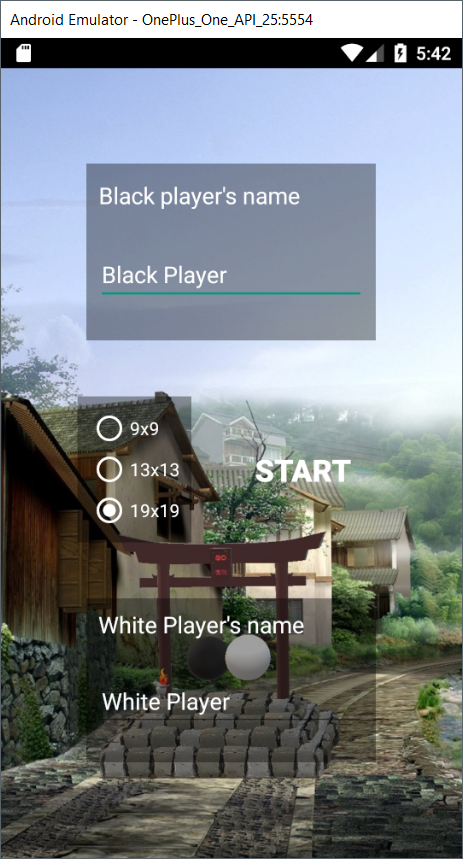 Android Emulator - OnePlus_One_API_25:5554
5:42
Black player's name
Black Player
9x9
13x13
START
19x19
GO
White Player's name
White Player